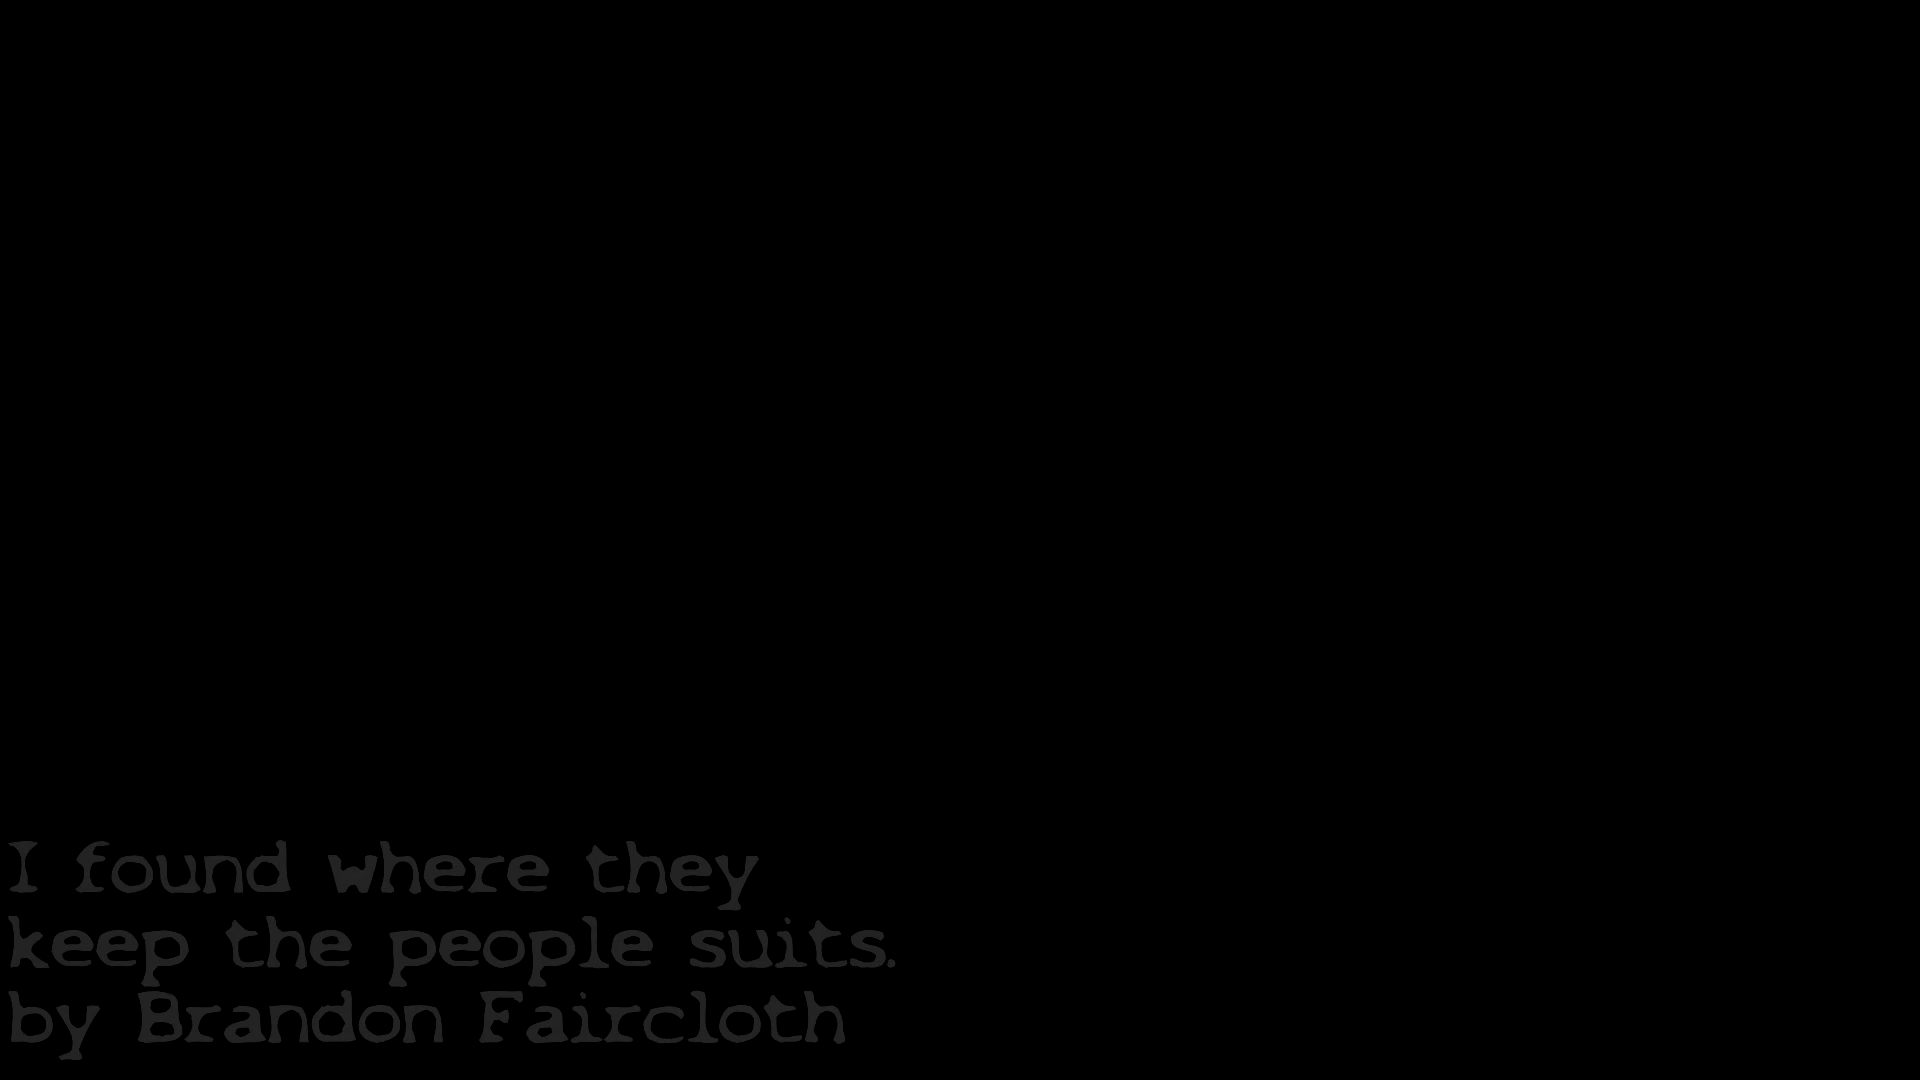 I found where they
keep the people suits.
by Brandon Faircloth